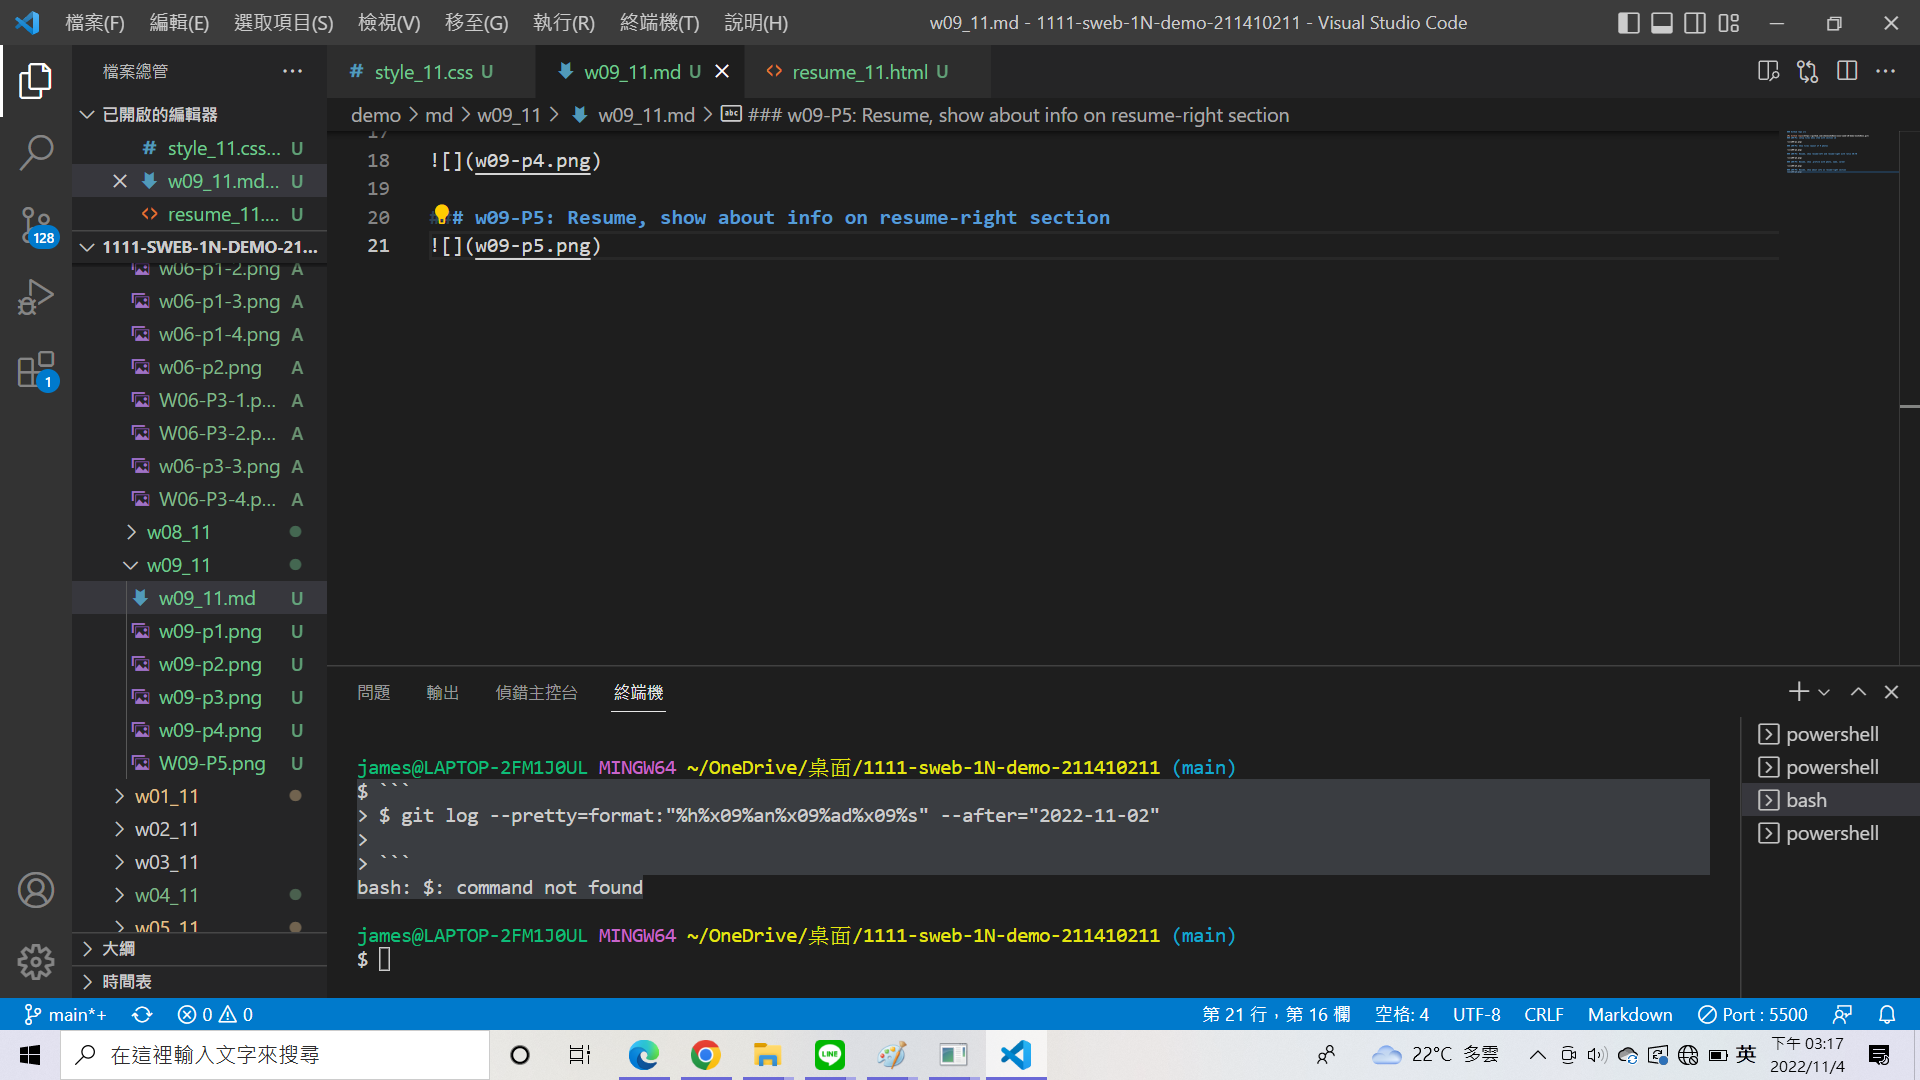 檔案(F) 編輯(E) 選取項目(S) 檢視(V) 移至(G) 執行(R) 終端機(T) 說明(H) w09_11.md - 1111-sweb-1N-demo-211410211 - Visual Studio Code
檔案總管
已開啟的編輯器
style_11.css... U
w09_11.md... U
resume_11.... U
1111-SWEB-1N-DEMO-21...
w06-p1-2.png A
w06-p1-3.png A
w06-p1-4.png A
w06-p2.png A
W06-P3-1.p... A
W06-P3-2.p... A
w06-p3-3.png A
W06-P3-4.p... A
w08_11
w09_11
w09_11.md U
w09-p1.png U
w09-p2.png U
w09-p3.png U
w09-p4.png U
W09-P5.png U
w01_11
w02_11
w03_11
w04_11
w05_11
大綱
時間表
128
1
# style_11.css U
w09_11.md U
resume_11.html U
demo > md > w09_11 > w09_11.md > ### w09-P5: Resume, show about info on resume-right section
17
18 ![](w09-p4.png)
19
20 # w09-P5: Resume, show about info on resume-right section
21 ![](w09-p5.png)
問題 輸出 偵錯主控台 終端機
james@LAPTOP-2FM1J0UL MINGW64 ~/OneDrive/桌面/1111-sweb-1N-demo-211410211 (main)
$ ```
> $ git log --pretty=format:"%h%x09%an%x09%ad%x09%s" --after="2022-11-02"
>
> ```
bash: $: command not found
james@LAPTOP-2FM1J0UL MINGW64 ~/OneDrive/桌面/1111-sweb-1N-demo-211410211 (main)
$
powershell
powershell
bash
powershell
main*+ 0 0 第 21 行，第 16 欄 空格: 4 UTF-8 CRLF Markdown Port : 5500
在這裡輸入文字來搜尋
LINE
22°C 多雲
英
下午 03:17
2022/11/4